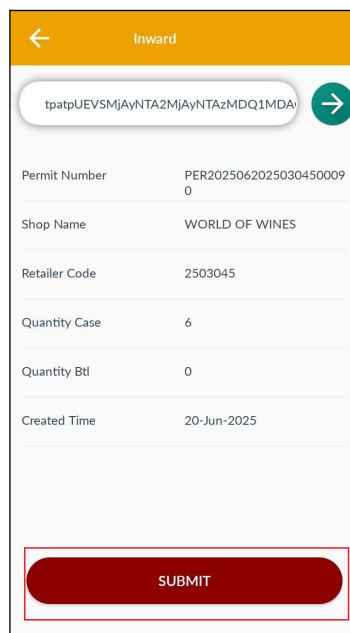 Inward
tpatpUEVSMjAyNTA2MjAyNTAzMDQ1MDA
Permit Number PER2025062025030450009
0
Shop Name WORLD OF WINES
Retailer Code 2503045
Quantity Case 6
Quantity Btl 0
Created Time 20-Jun-2025
SUBMIT